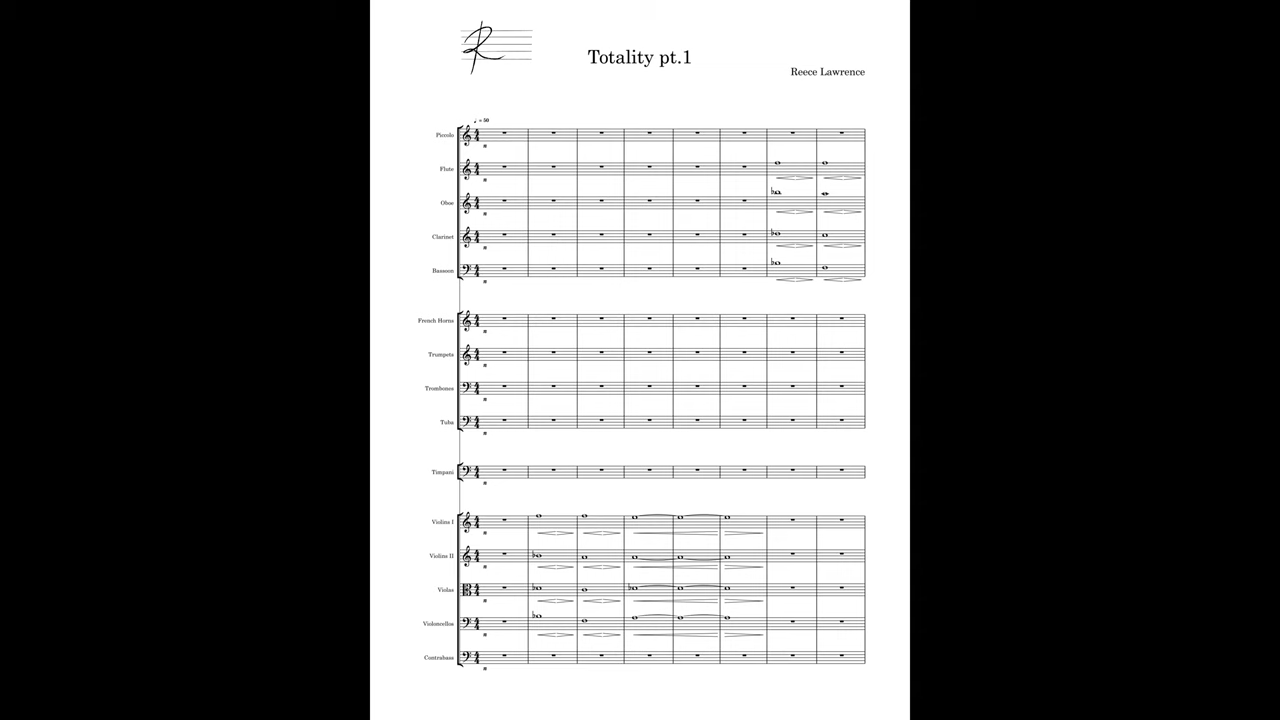 Totality pt.1
Reece Lawrence
♩ = 50
Piccolo
n
Flute
n
Oboe
n
Clarinet
n
Bassoon
n
French Horns
n
Trumpets
n
Trombones
n
Tuba
n
Timpani
n
Violins I
n
Violins II
n
Violas
n
Violoncellos
n
Contrabass
n